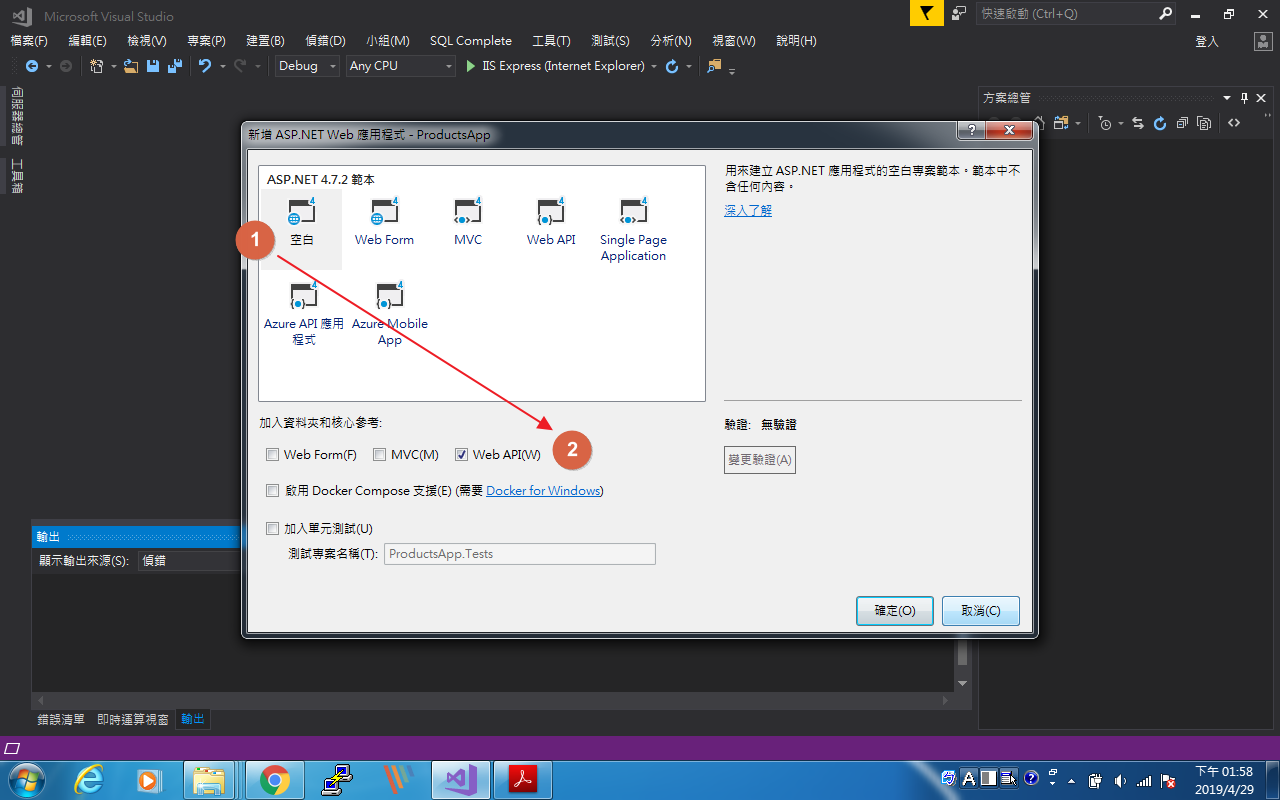 Microsoft Visual Studio
快速啟動 (Ctrl+Q)
檔案(F) 編輯(E) 檢視(V) 專案(P) 建置(B) 偵錯(D) 小組(M) SQL Complete 工具(T) 測試(S) 分析(N) 視窗(W) 說明(H) 登入
Debug Any CPU IIS Express (Internet Explorer)
伺服器總管
工具箱
方案總管
新增 ASP.NET Web 應用程式 - ProductsApp
ASP.NET 4.7.2 範本
空白
Web Form
MVC
Web API
Single Page
Application
Azure API 應用
程式
Azure Mobile
App
1
2
用來建立 ASP.NET 應用程式的空白專案範本。範本中不
含任何內容。
深入了解
加入資料夾和核心參考:
Web Form(F) MVC(M) Web API(W)
啟用 Docker Compose 支援(E) (需要 Docker for Windows)
加入單元測試(U)
測試專案名稱(T): ProductsApp.Tests
驗證: 無驗證
變更驗證(A)
確定(O) 取消(C)
輸出
顯示輸出來源(S): 偵錯
錯誤清單 即時運算視窗 輸出
下午 01:58
2019/4/29